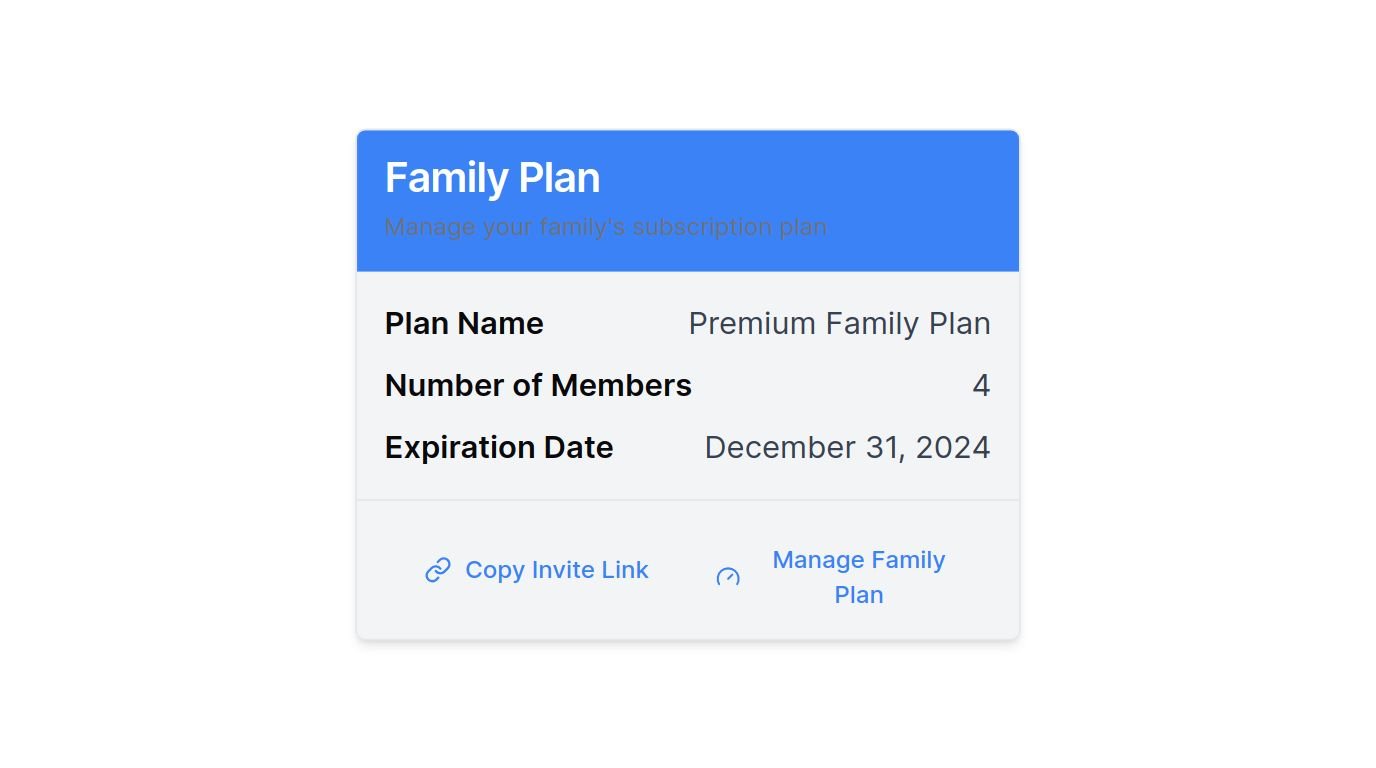 Family Plan
Manage your family's subscription plan
Plan Name Premium Family Plan
Number of Members 4
Expiration Date December 31, 2024
Copy Invite Link
Manage Family
Plan